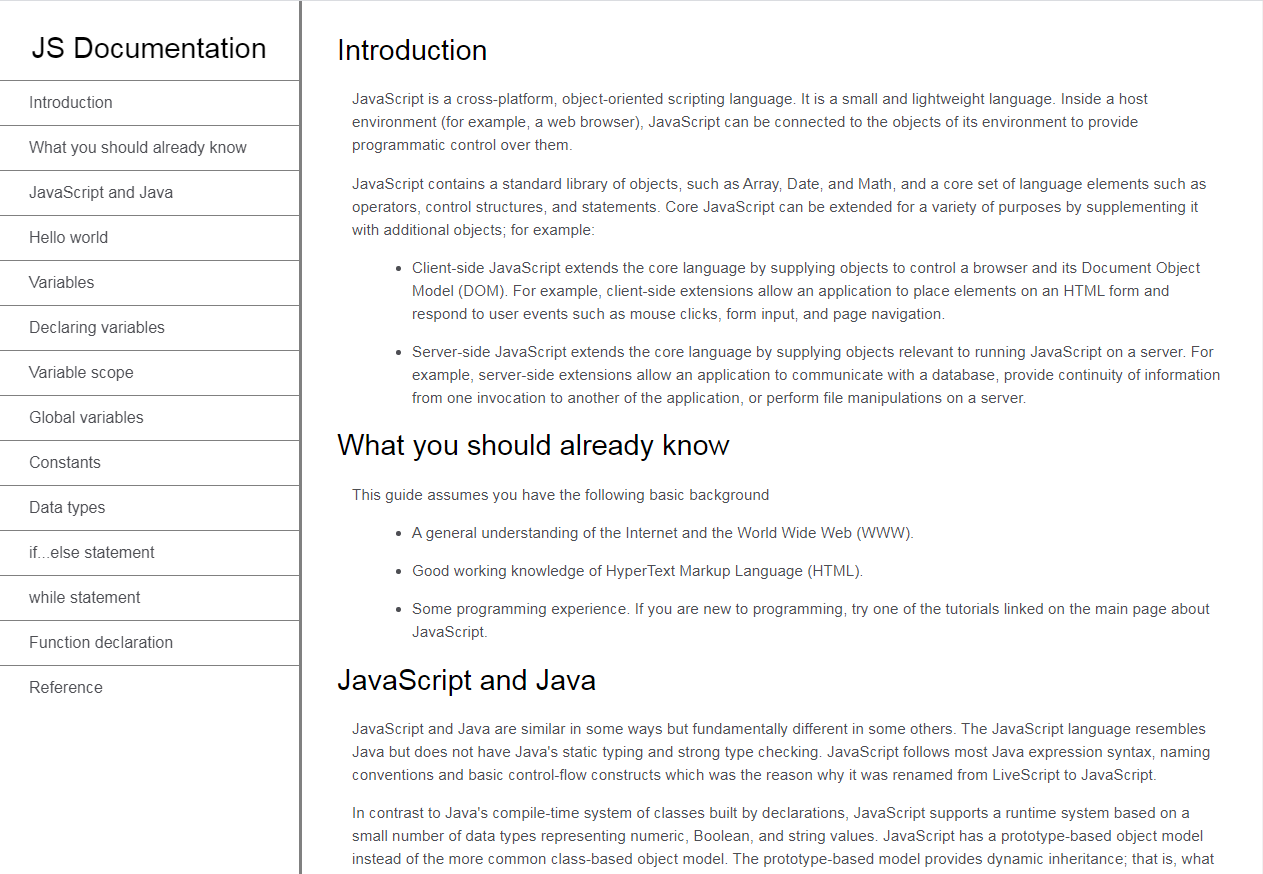 JS Documentation
Introduction
What you should already know
JavaScript and Java
Hello world
Variables
Declaring variables
Variable scope
Global variables
Constants
Data types
if...else statement
while statement
Function declaration
Reference
Introduction
JavaScript is a cross-platform, object-oriented scripting language. It is a small and lightweight language. Inside a host
environment (for example, a web browser), JavaScript can be connected to the objects of its environment to provide
programmatic control over them.
JavaScript contains a standard library of objects, such as Array, Date, and Math, and a core set of language elements such as
operators, control structures, and statements. Core JavaScript can be extended for a variety of purposes by supplementing it
with additional objects; for example:
• Client-side JavaScript extends the core language by supplying objects to control a browser and its Document Object
Model (DOM). For example, client-side extensions allow an application to place elements on an HTML form and
respond to user events such as mouse clicks, form input, and page navigation.
• Server-side JavaScript extends the core language by supplying objects relevant to running JavaScript on a server. For
example, server-side extensions allow an application to communicate with a database, provide continuity of information
from one invocation to another of the application, or perform file manipulations on a server.
What you should already know
This guide assumes you have the following basic background
• A general understanding of the Internet and the World Wide Web (WWW).
• Good working knowledge of HyperText Markup Language (HTML).
• Some programming experience. If you are new to programming, try one of the tutorials linked on the main page about
JavaScript.
JavaScript and Java
JavaScript and Java are similar in some ways but fundamentally different in some others. The JavaScript language resembles
Java but does not have Java's static typing and strong type checking. JavaScript follows most Java expression syntax, naming
conventions and basic control-flow constructs which was the reason why it was renamed from LiveScript to JavaScript.
In contrast to Java's compile-time system of classes built by declarations, JavaScript supports a runtime system based on a
small number of data types representing numeric, Boolean, and string values. JavaScript has a prototype-based object model
instead of the more common class-based object model. The prototype-based model provides dynamic inheritance; that is, what